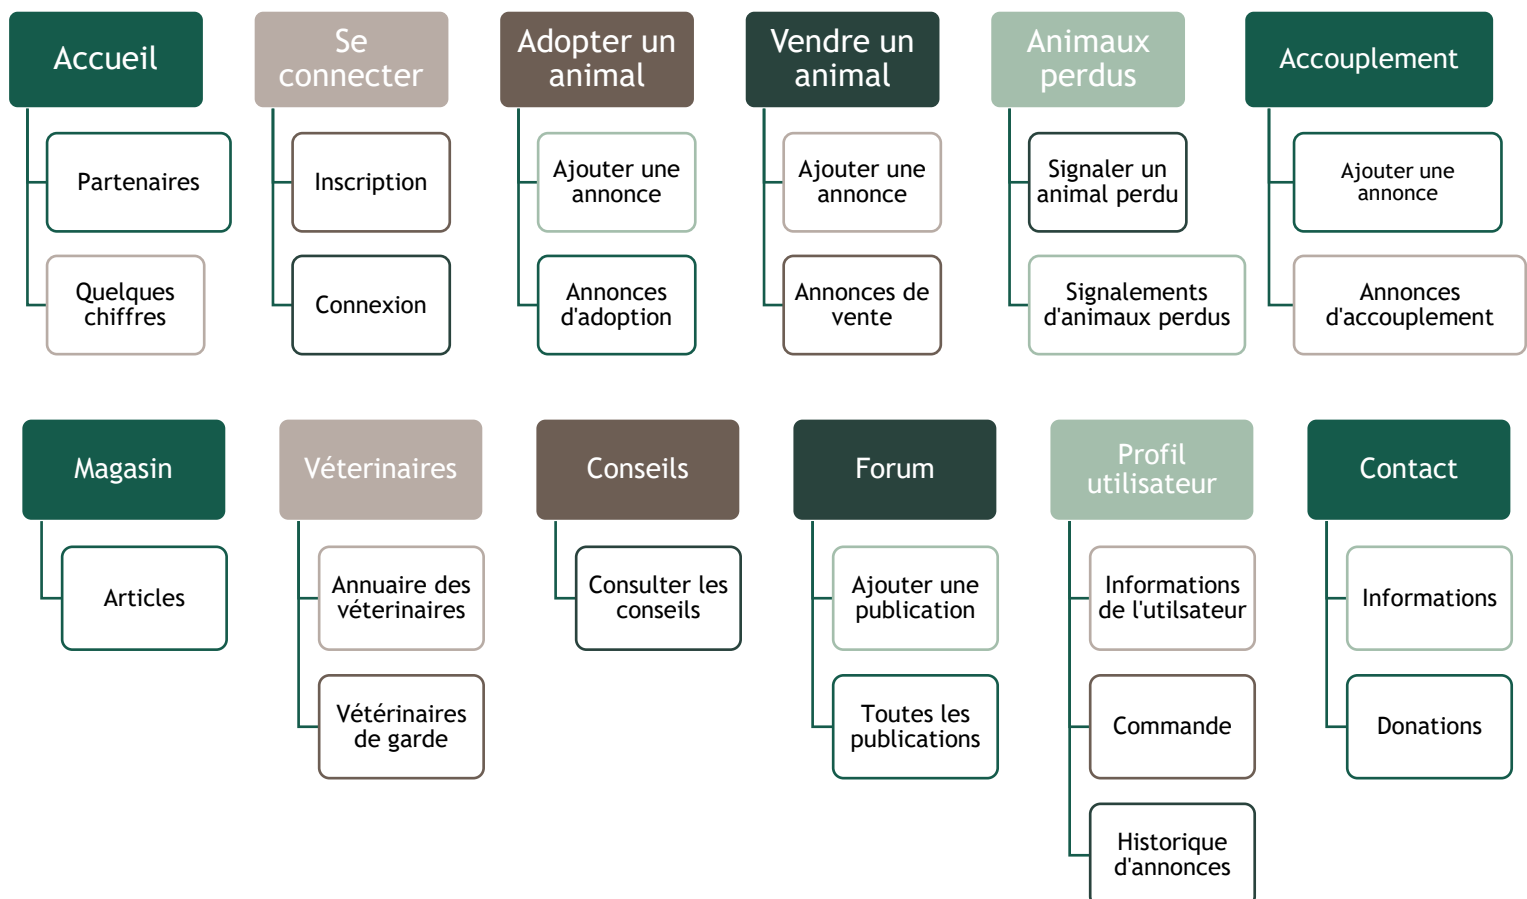 Accueil
Partenaires
Quelques
chiffres
Se
connecter
Inscription
Connexion
Adopter un
animal
Ajouter une
annonce
Annonces
d'adoption
Vendre un
animal
Ajouter une
annonce
Annonces de
vente
Animaux
perdus
Signaler un
animal perdu
Signalements
d'animaux perdus
Accouplement
Ajouter une
annonce
Annonces
d'accouplement
Magasin
Articles
Véterinaires
Annuaire des
véterinaires
Vétérinaires
de garde
Conseils
Consulter les
conseils
Forum
Ajouter une
publication
Toutes les
publications
Profil
utilisateur
Informations
de l'utilsateur
Commande
Historique
d'annonces
Contact
Informations
Donations